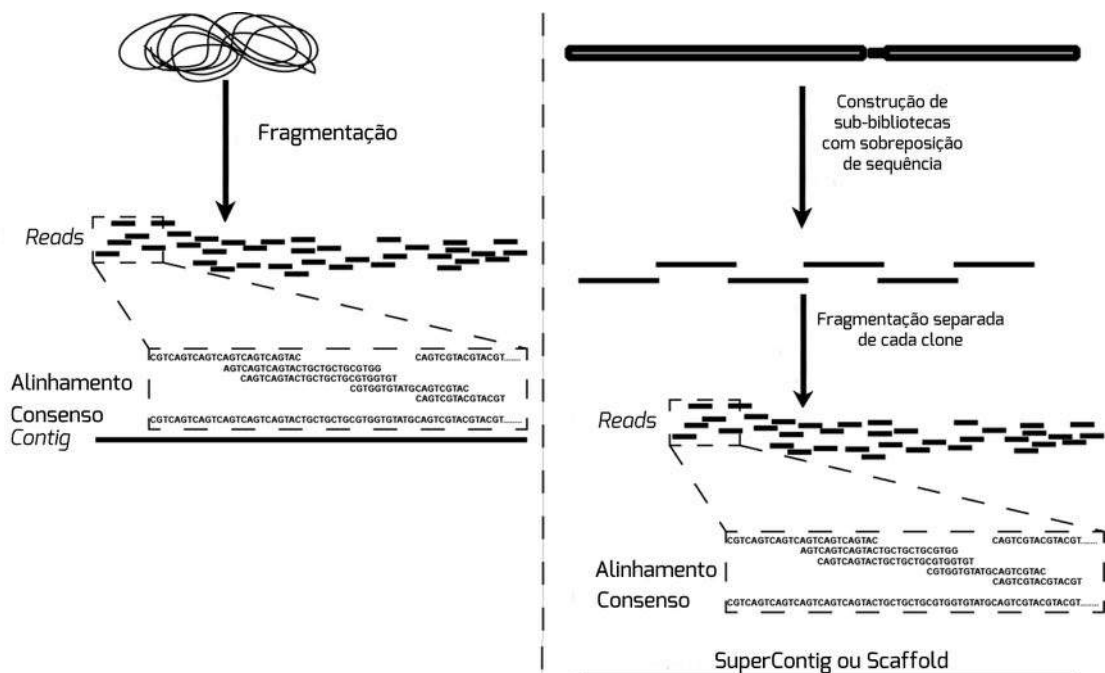 Fragmentação
Reads
CGTCAGTCAGTCAGTCAGTCAGTAC CAGTCGTACGTACGT.......
AGTCAGTCAGTACTGCTGCTGCGTGG
CAGTCAGTACTGCTGCTGCGTGGTGT
Alinhamento
CGTGGTGTATGCAGTCGTAC
CAGTCGTACGTACGT
Consenso
CGTCAGTCAGTCAGTCAGTCAGTACTGCTGCTGCGTGGTGTATGCAGTCGTACGTACGT.......
Contig
Construção de
sub-bibliotecas
com sobreposição
de sequência
Fragmentação separada
de cada clone
Reads
CGTCAGTCAGTCAGTCAGTCAGTAC CAGTCGTACGTACGT.......
AGTCAGTCAGTACTGCTGCTGCGTGG
CAGTCAGTACTGCTGCTGCGTGGTGT
Alinhamento
CGTGGTGTATGCAGTCGTAC
CAGTCGTACGTACGT
Consenso
CGTCAGTCAGTCAGTCAGTCAGTACTGCTGCTGCGTGGTGTATGCAGTCGTACGTACGT.......
SuperContig ou Scaffold